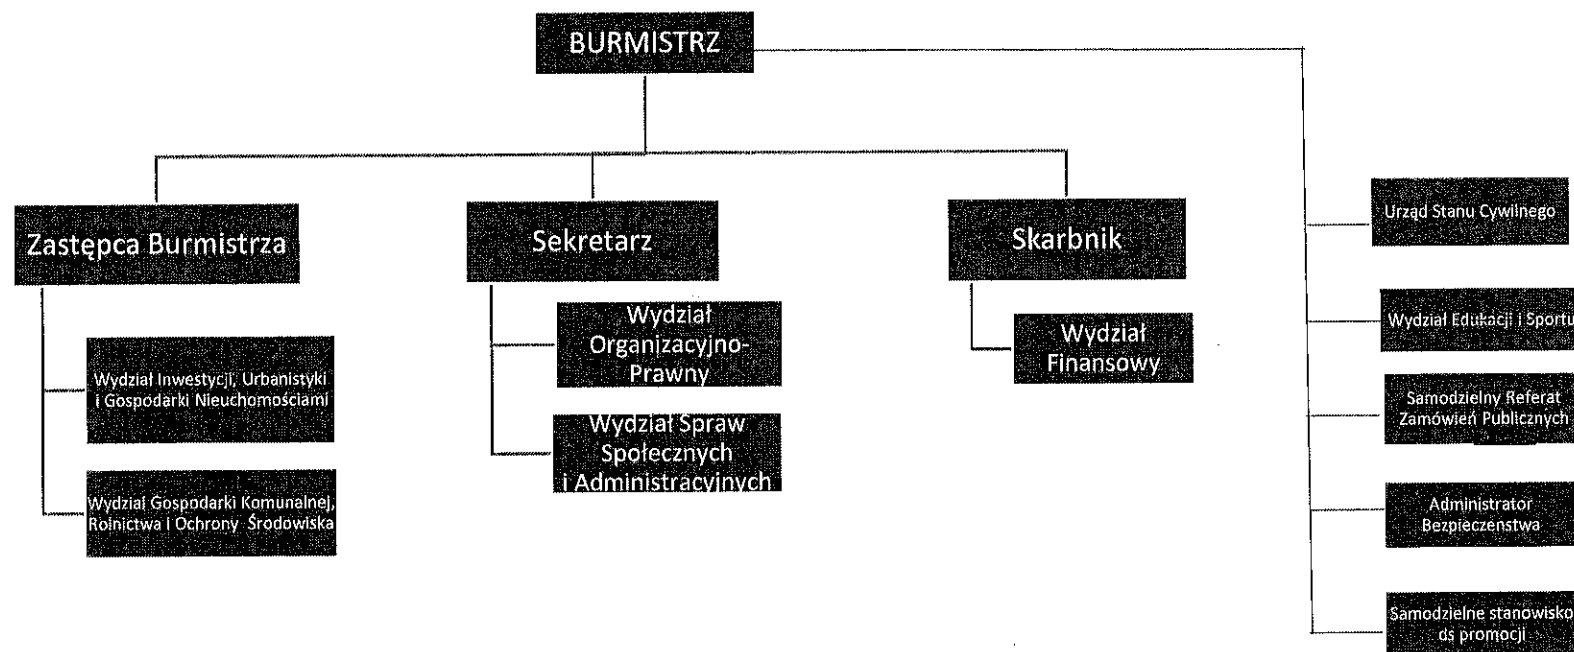 BURMISTRZ
Zastępca Burmistrza
Wydział Inwestycji, Urbanistyki
i Gospodarki Nieuchomościami
Wydział Gospodarki Komunalnej,
Rolnictwa i Ochrony Środowiska
Sekretarz
Wydział
Organizacyjno-
Prawny
Wydział Spraw
Społecznych
i Administracyjnych
Skarbnik
Wydział
Finansowy
Urząd Stanu Cywilnego
Wydział Edukacji i Sportu
Samodzielny Referat
Zamówień Publicznych
Administrator
Bezpieczeństwa
Samodzielne stanowisko
ds promocji